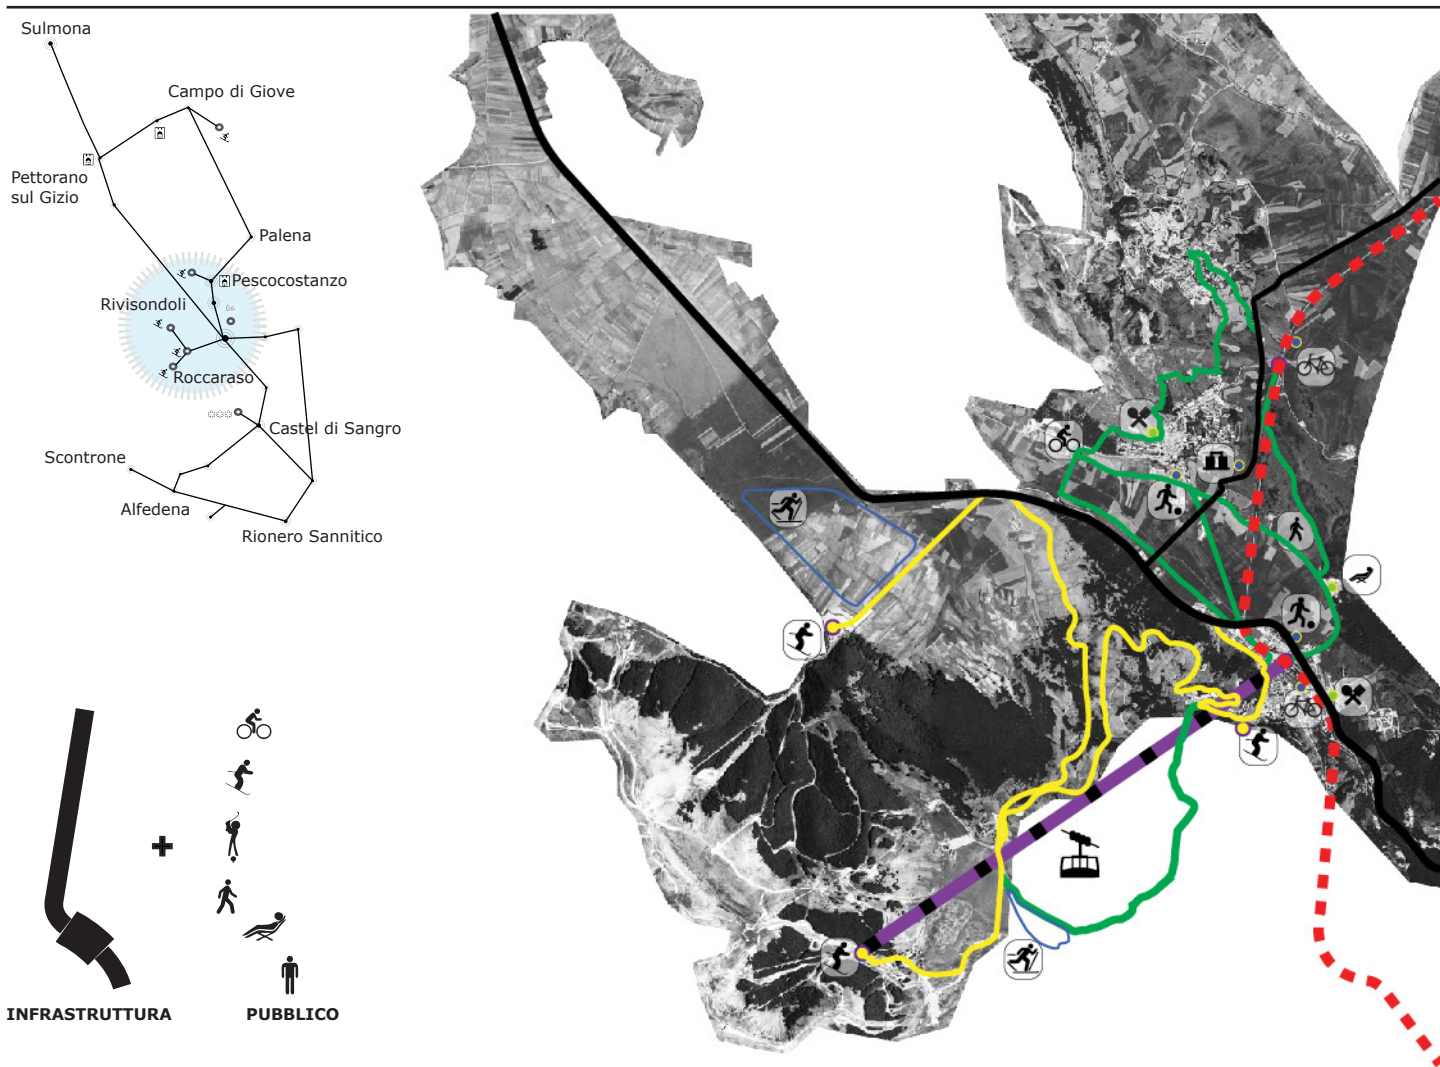 Sulmona
Campo di Giove
Pettorano
sul Gizio
Palena
Pescocostanzo
Rivisondoli
Roccaraso
Castel di Sangro
Scontrone
Alfedena
Rionero Sannitico
INFRASTRUTTURA
PUBBLICO